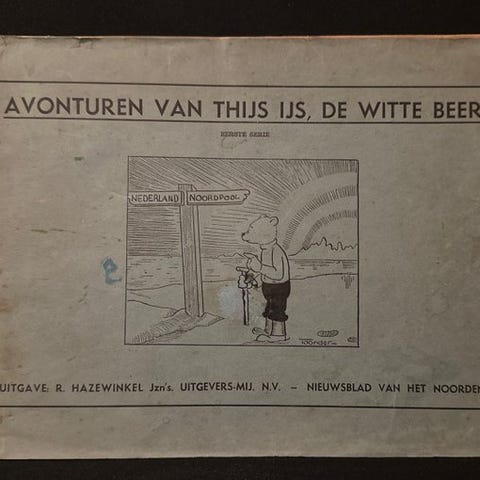 AVONTUREN VAN THIJS IJS, DE WITTE BEER
EERSTE SERIE
NEDERLAND NOORDPOOL
Toonder
UITGAVE: R. HAZEWINKEL Jzn's. UITGEVERS-MIJ. N.V. – NIEUWSBLAD VAN HET NOORDEN